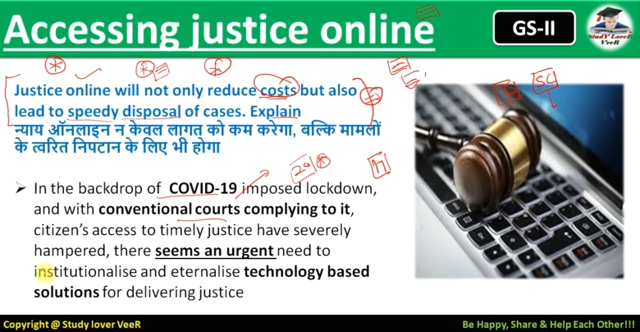 Accessing justice online
GS-II
StudY LoveR
VeeR
Justice online will not only reduce costs but also
lead to speedy disposal of cases. Explain
न्याय ऑनलाइन न केवल लागत को कम करेगा, बल्कि मामलों
के त्वरित निपटान के लिए भी होगा
➤ In the backdrop of COVID-19 imposed lockdown,
and with conventional courts complying to it,
citizen's access to timely justice have severely
hampered, there seems an urgent need to
institutionalise and eternalise technology based
solutions for delivering justice
SC
Copyright @ Study lover VeeR
Be Happy, Share & Help Each Other!!!